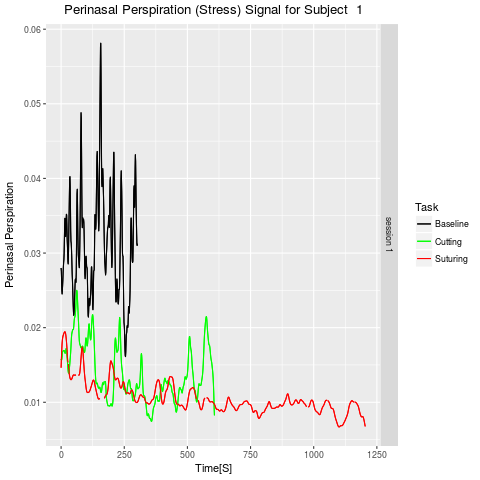 Perinasal Perspiration (Stress) Signal for Subject  1
0.06
0.05
0.04
0.03
0.02
0.01
Perinasal Perspiration
0
250
500
750
1000
1250
Time[S]
session 1
Task
Baseline
Cutting
Suturing